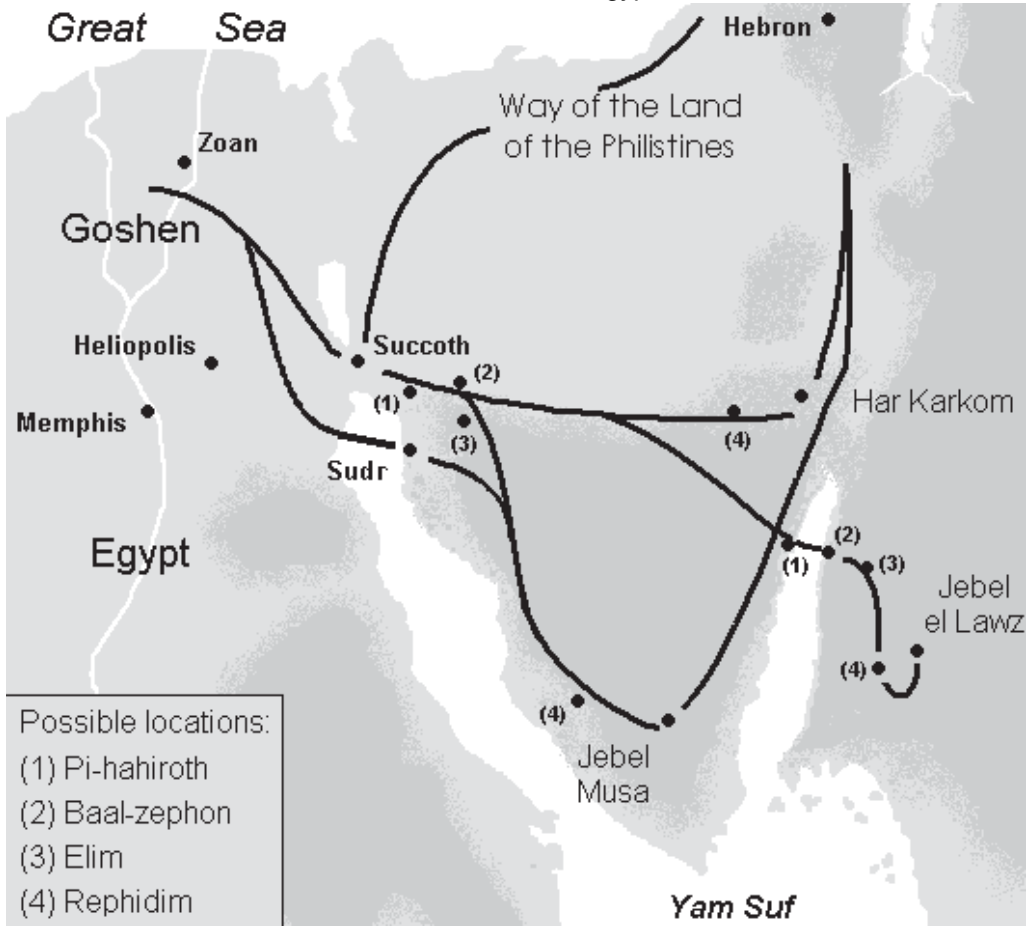 Great Sea
Hebron
Way of the Land
of the Philistines
Zoan
Goshen
Heliopolis
Succoth
(2)
Memphis
(1)
(3)
(4)
Har Karkom
Sudr
Egypt
(1)
(2)
(3)
Jebel
el Lawz
(4)
(4)
Jebel
Musa
Possible locations:
(1) Pi-hahiroth
(2) Baal-zephon
(3) Elim
(4) Rephidim
Yam Suf